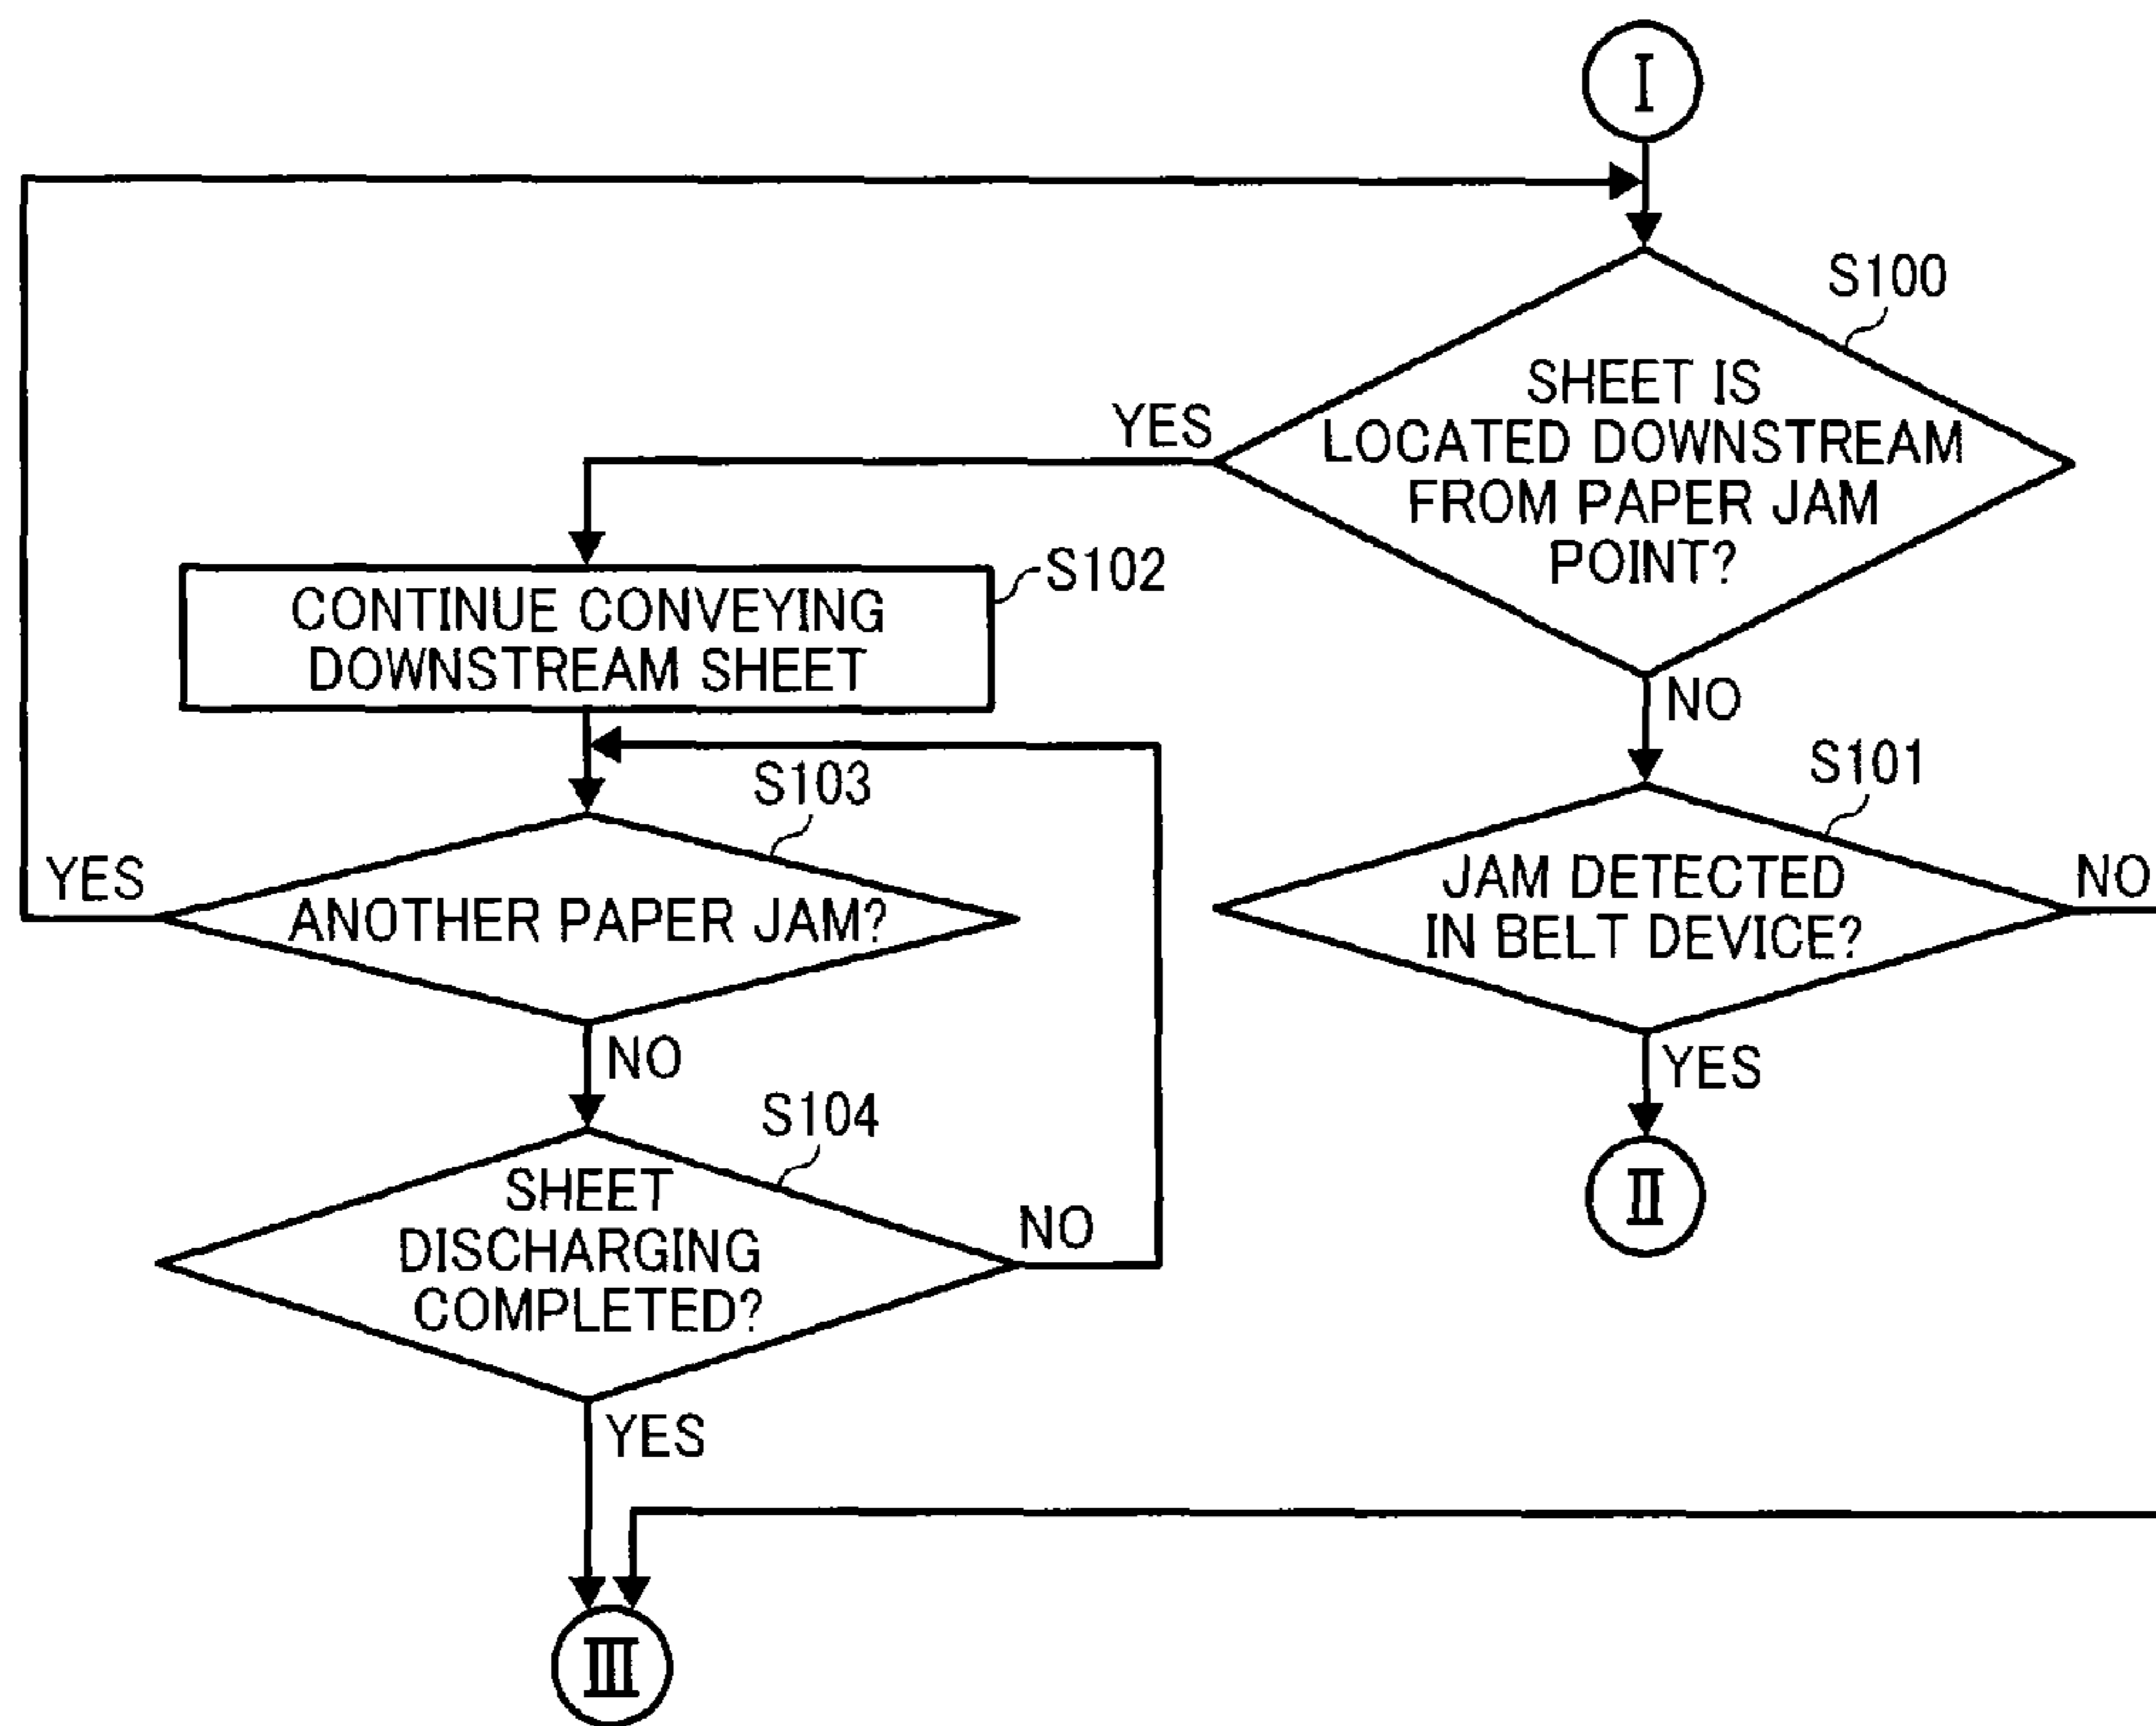 I
S100
SHEET IS
LOCATED DOWNSTREAM
FROM PAPER JAM
POINT?
YES
NO
S102
CONTINUE CONVEYING
DOWNSTREAM SHEET
S101
JAM DETECTED
IN BELT DEVICE?
NO
YES
II
S103
ANOTHER PAPER JAM?
YES
NO
S104
SHEET
DISCHARGING
COMPLETED?
NO
YES
III